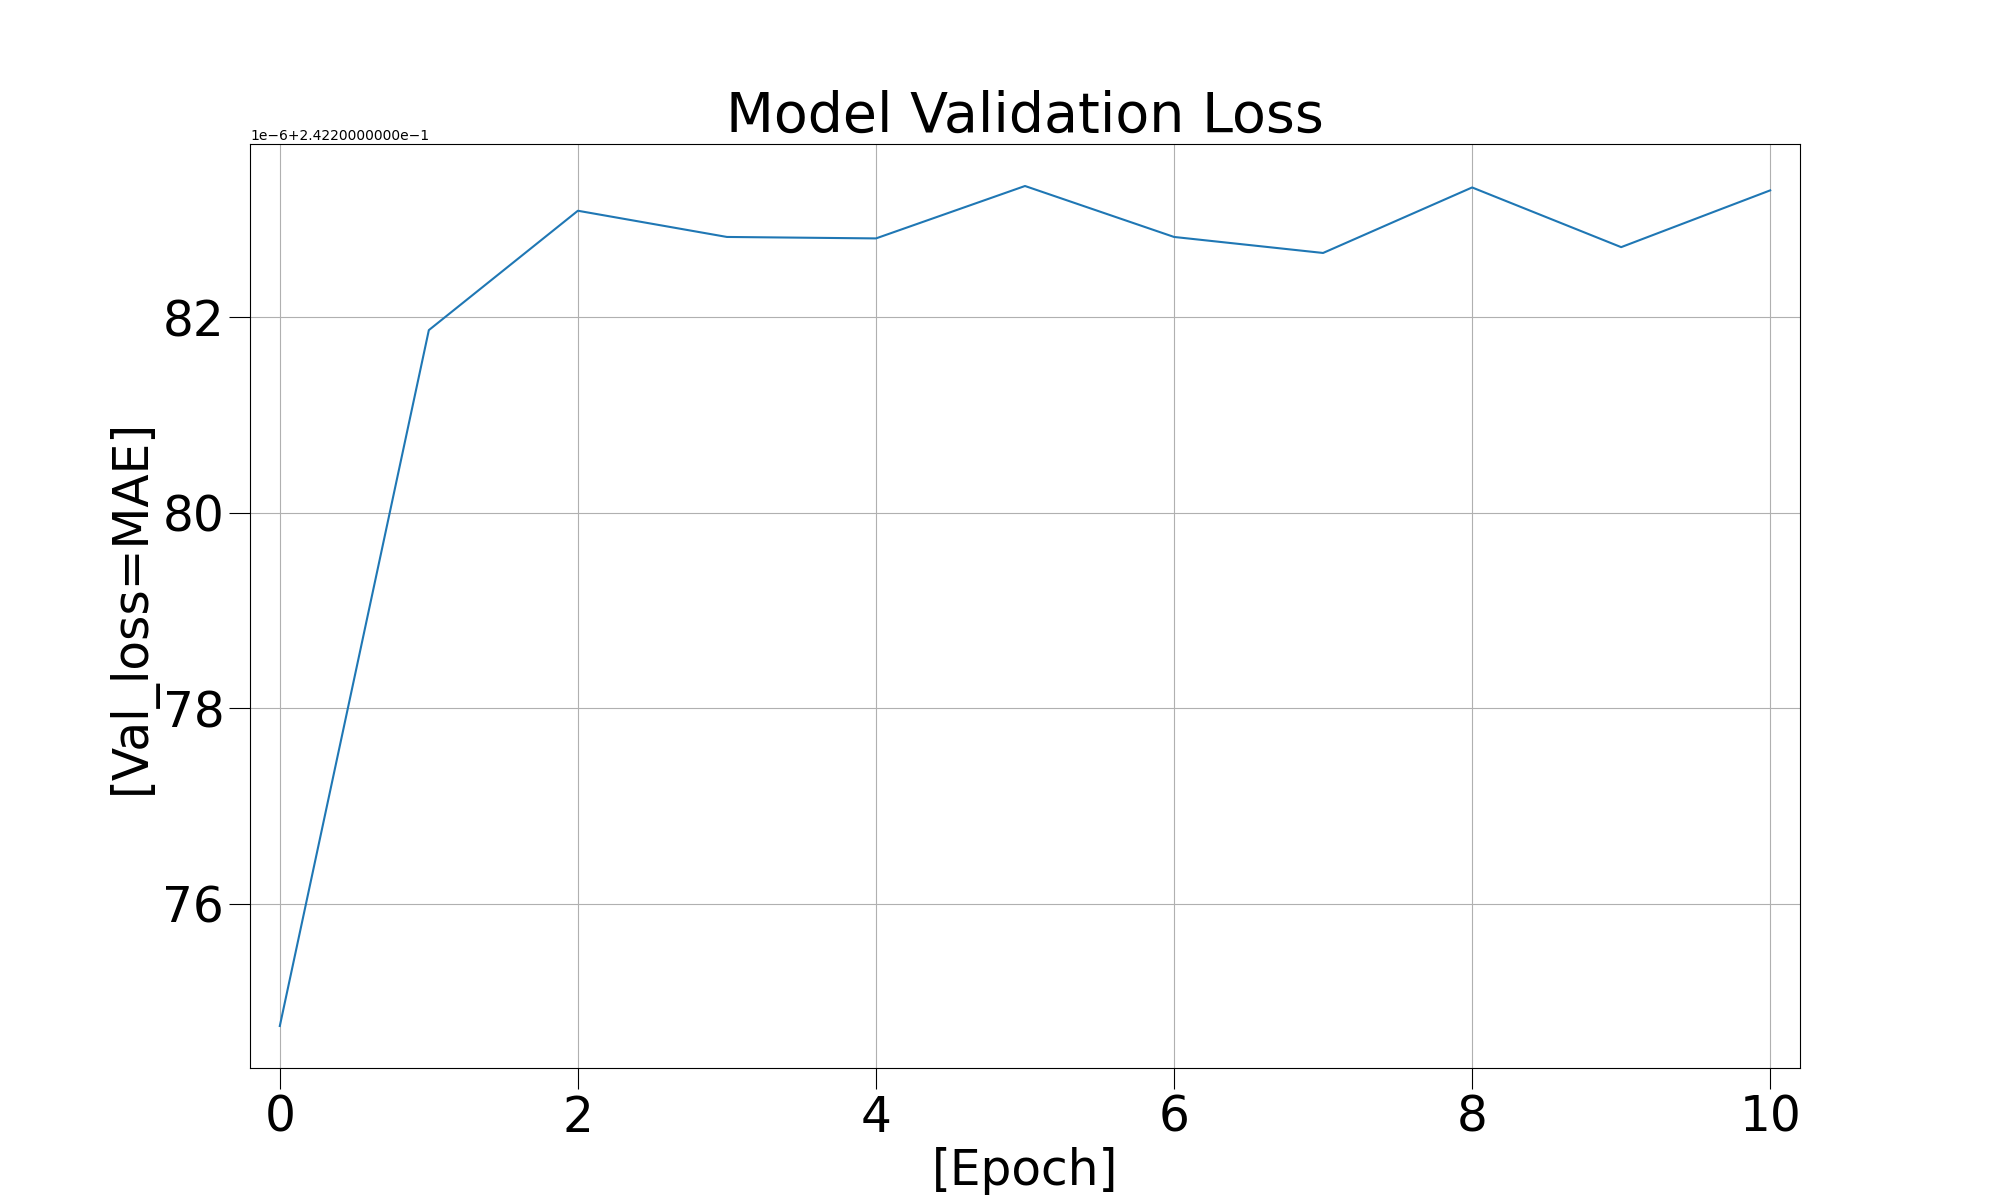 Model Validation Loss
1e−6+2.4220000000e−1
[Val_loss=MAE]
82
80
78
76
0 2 4 6 8 10
[Epoch]